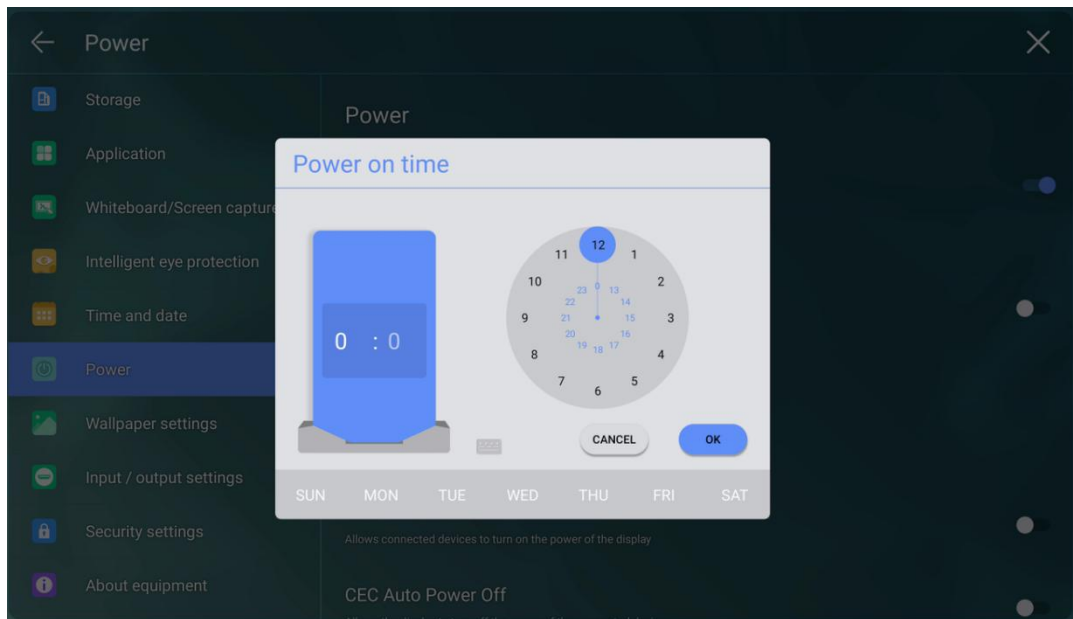 Power
Storage
Application
Whiteboard/Screen capture
Intelligent eye protection
Time and date
Power
Wallpaper settings
Input / output settings
Security settings
About equipment
Power
Power on time
0 : 0
12
1
2
3
4
5
6
7
8
9
10
11
0
13
14
15
16
17
18
19
20
21
22
23
CANCEL OK
SUN MON TUE WED THU FRI SAT
Allows connected devices to turn on the power of the display
CEC Auto Power Off